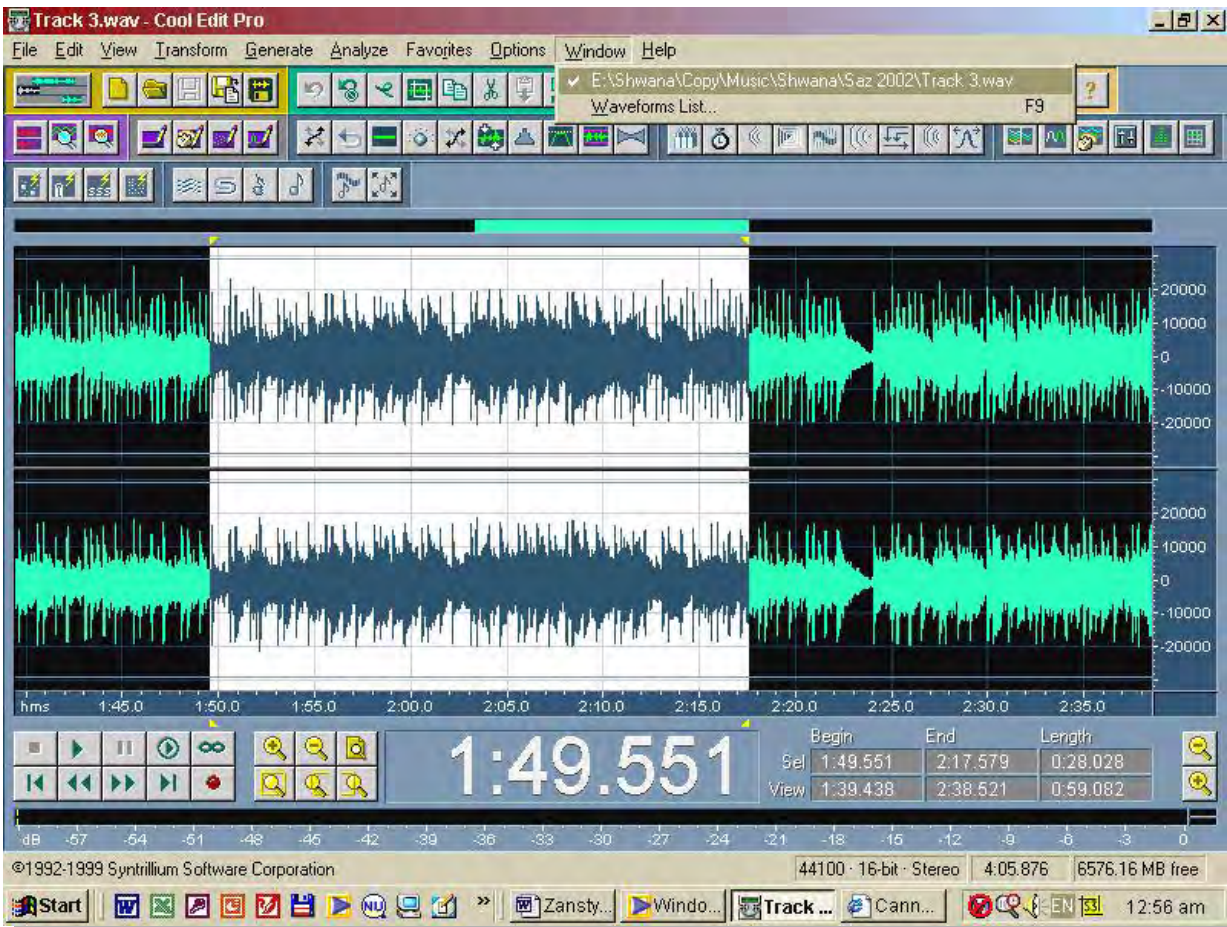 Track 3.wav - Cool Edit Pro
File Edit View Transform Generate Analyze Favorites Options Window Help
E:\Shwana\Copy\Music\Shwana\Saz 2002\Track 3.wav
Waveforms List... F9
20000
10000
0
-10000
-20000
20000
10000
0
-10000
-20000
hms 1:45.0 1:50.0 1:55.0 2:00.0 2:05.0 2:10.0 2:15.0 2:20.0 2:25.0 2:30.0 2:35.0
1:49.551
Begin End Length
Sel 1:49.551 2:17.579 0:28.028
View 1:39.438 2:38.521 0:59.082
dB -57 -54 -51 -48 -45 -42 -39 -36 -33 -30 -27 -24 -21 -18 -15 -12 -9 -6 -3 0
©1992-1999 Syntrillium Software Corporation 44100 · 16-bit · Stereo 4:05.876 6576.16 MB free
Start NU » Zansty... Windo... Track ... Cann... EN 12:56 am